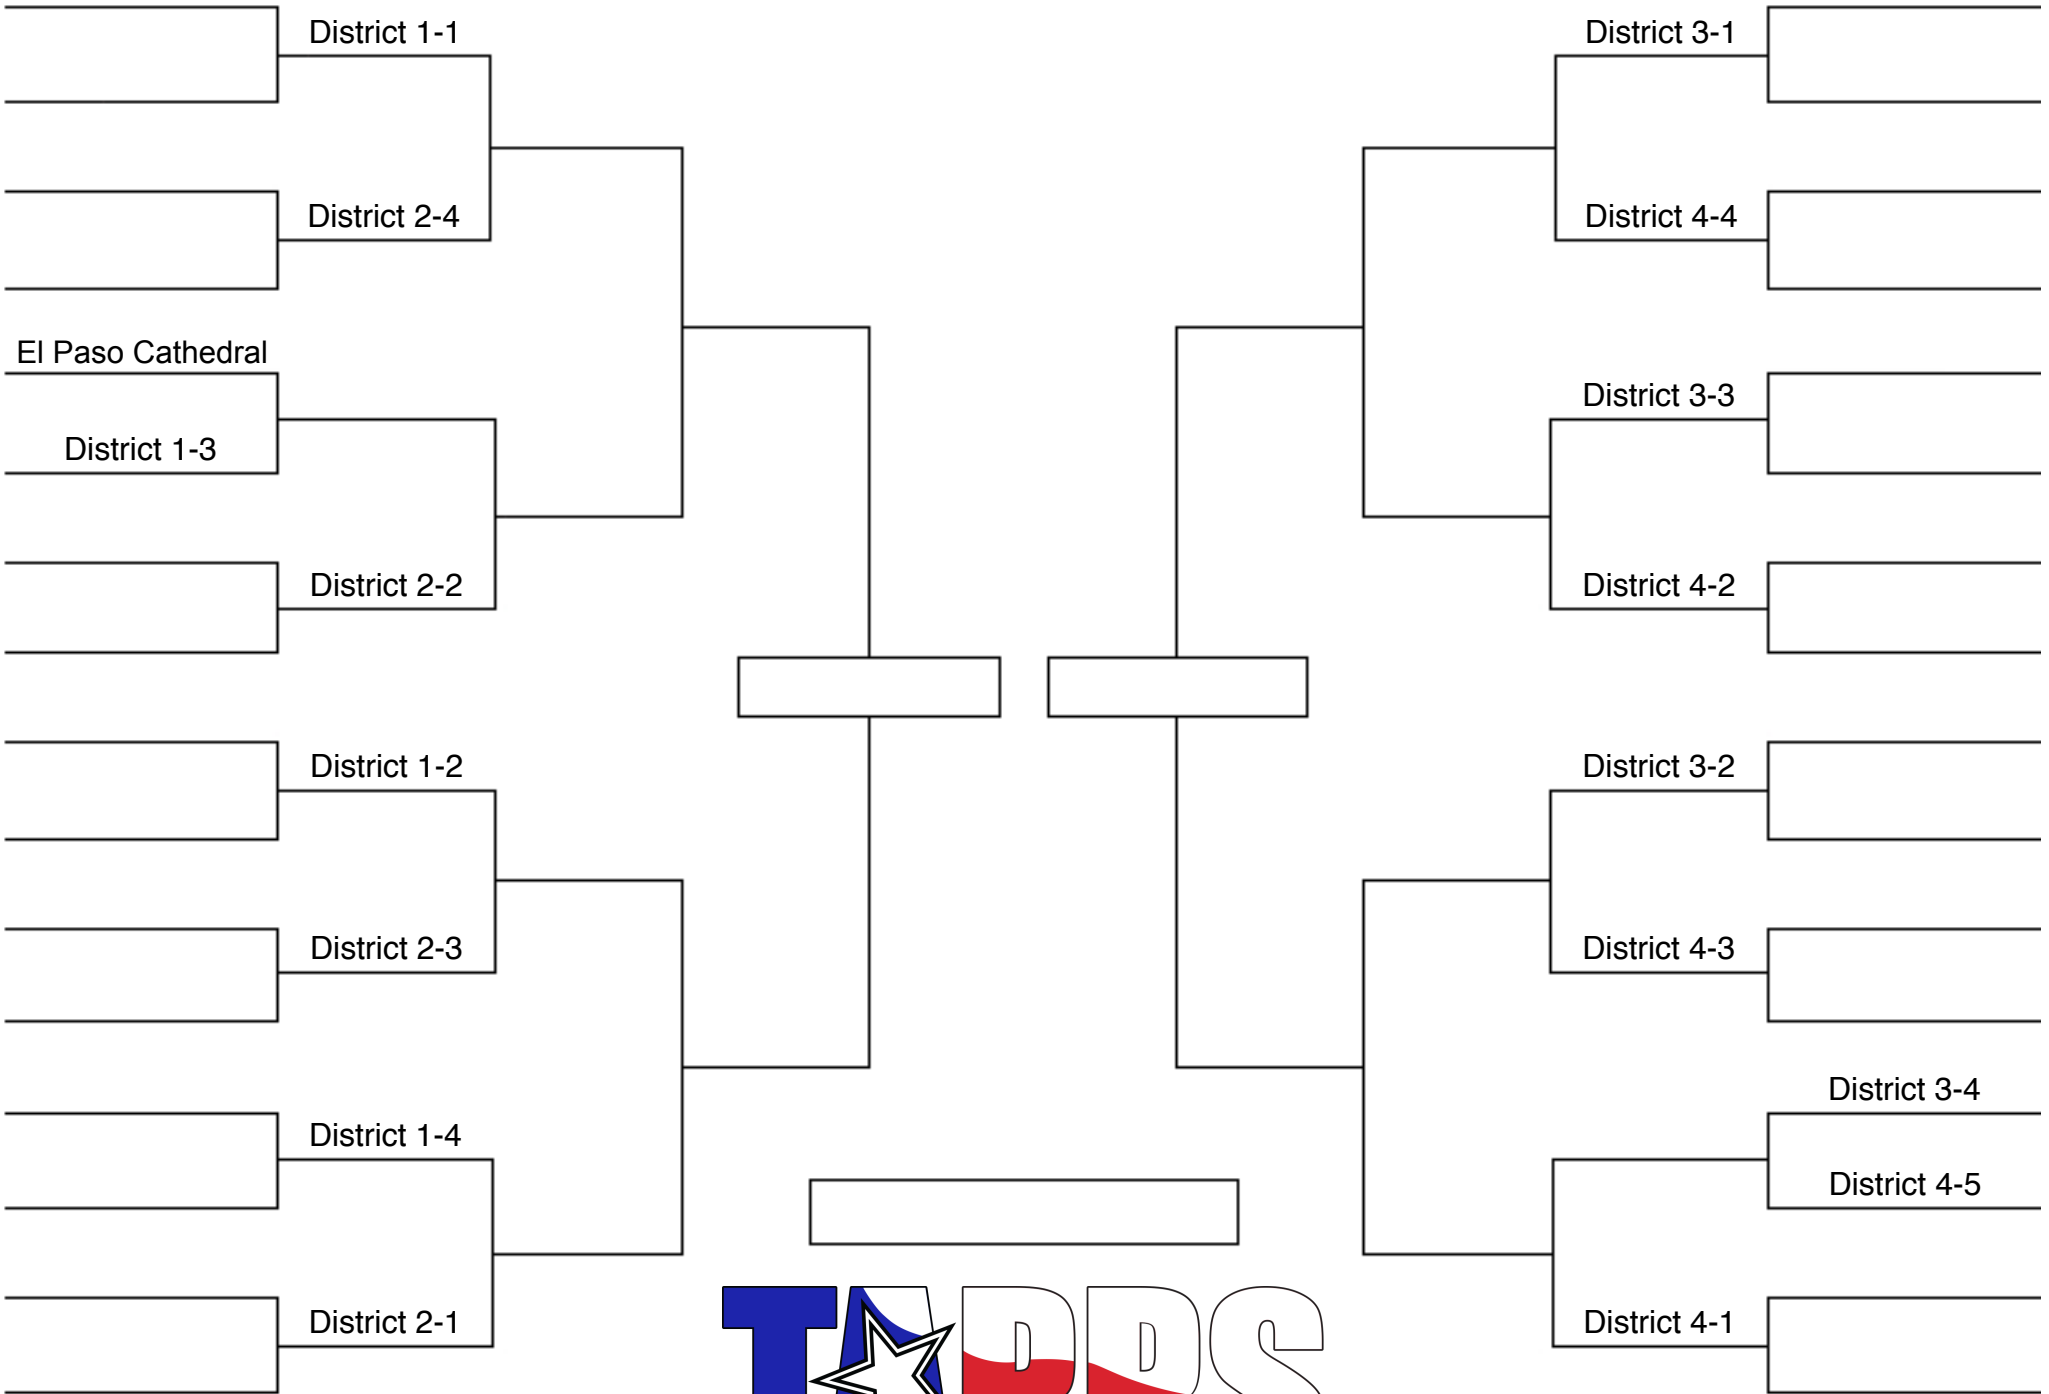 District 1-1
District 2-4
El Paso Cathedral
District 1-3
District 2-2
District 1-2
District 2-3
District 1-4
District 2-1
District 3-1
District 4-4
District 3-3
District 4-2
District 3-2
District 4-3
District 3-4
District 4-5
District 4-1
TAPPS